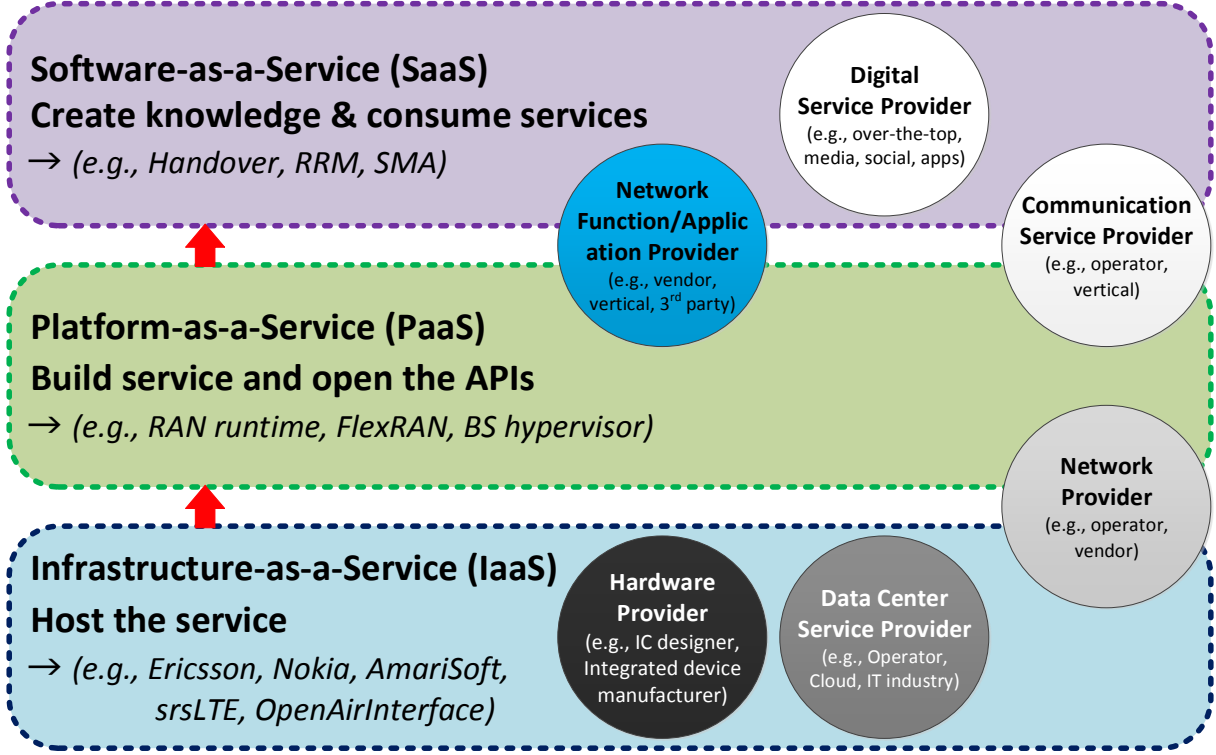 Software-as-a-Service (SaaS)
Create knowledge & consume services
→ (e.g., Handover, RRM, SMA)
Digital
Service Provider
(e.g., over-the-top,
media, social, apps)
Network
Function/Applic
ation Provider
(e.g., vendor,
vertical, 3rd party)
Communication
Service Provider
(e.g., operator,
vertical)
Platform-as-a-Service (PaaS)
Build service and open the APIs
→ (e.g., RAN runtime, FlexRAN, BS hypervisor)
Network
Provider
(e.g., operator,
vendor)
Infrastructure-as-a-Service (IaaS)
Host the service
→ (e.g., Ericsson, Nokia, AmariSoft,
srsLTE, OpenAirInterface)
Hardware
Provider
(e.g., IC designer,
Integrated device
manufacturer)
Data Center
Service Provider
(e.g., Operator,
Cloud, IT industry)